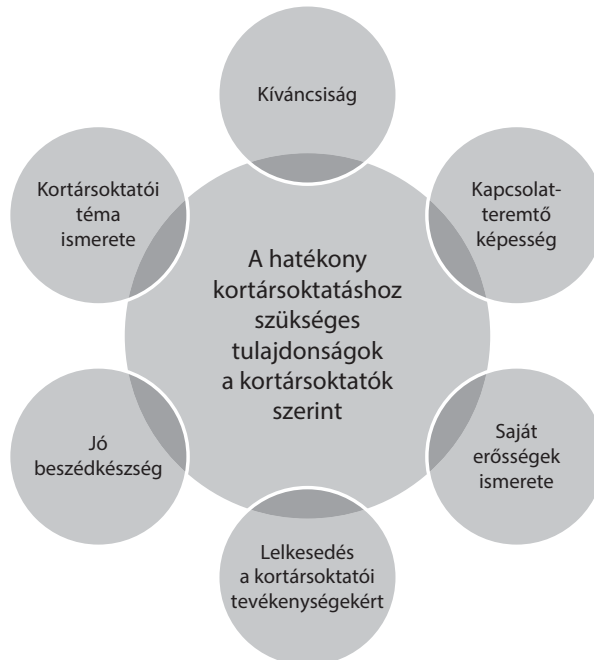 Kíváncsiság
Kapcsolat-
teremtő
képesség
Saját
erősségek
ismerete
Lelkesedés
a kortársoktatói
tevékenységekért
Jó
beszédkészség
Kortársoktatói
téma
ismerete
A hatékony
kortársoktatáshoz
szükséges
tulajdonságok
a kortársoktatók
szerint